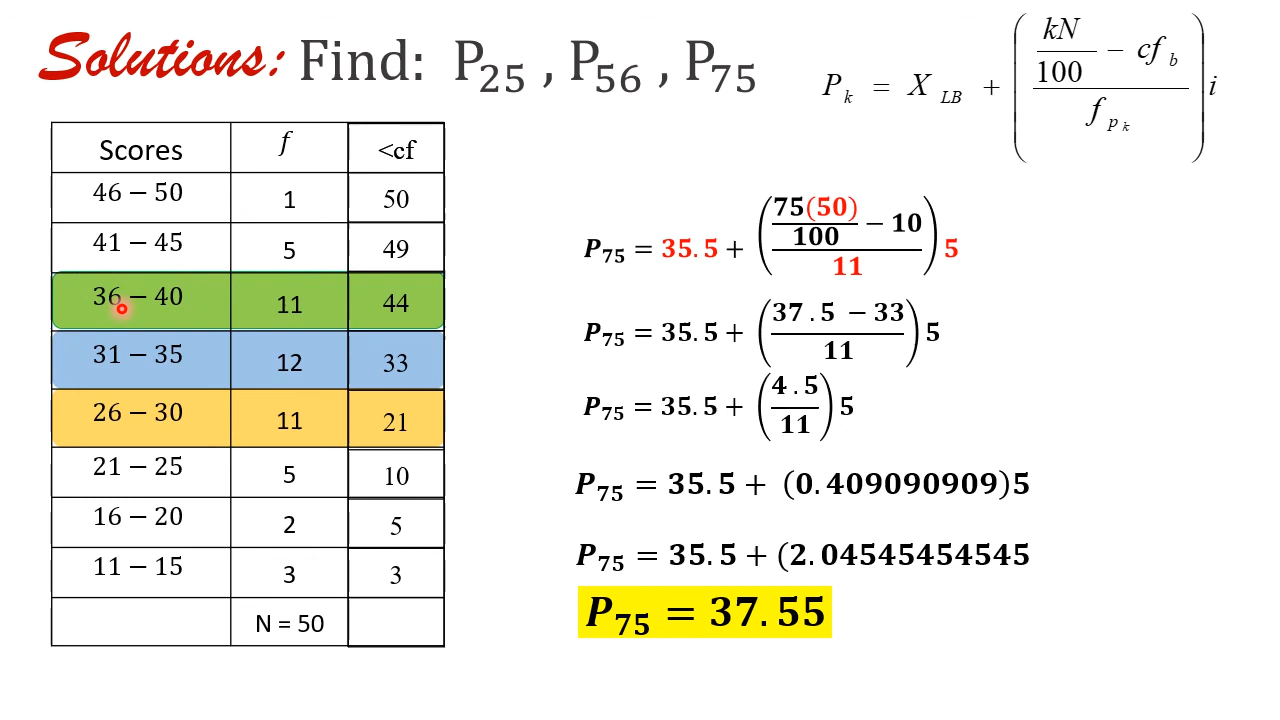 Solutions: Find: P₂₅ , P₅₆ , P₇₅
P_k = X_LB + ( (kN/100 − cf_b) / f_p_k ) i
Scores f <cf
46 – 50 1 50
41 – 45 5 49
36 – 40 11 44
31 – 35 12 33
26 – 30 11 21
21 – 25 5 10
16 – 20 2 5
11 – 15 3 3
N = 50
P₇₅ = 35.5 + ( (75(50)/100 − 10) / 11 ) 5
P₇₅ = 35.5 + ( (37.5 − 33) / 11 ) 5
P₇₅ = 35.5 + ( 4.5 / 11 ) 5
P₇₅ = 35.5 + (0.409090909)5
P₇₅ = 35.5 + (2.04545454545
P₇₅ = 37.55